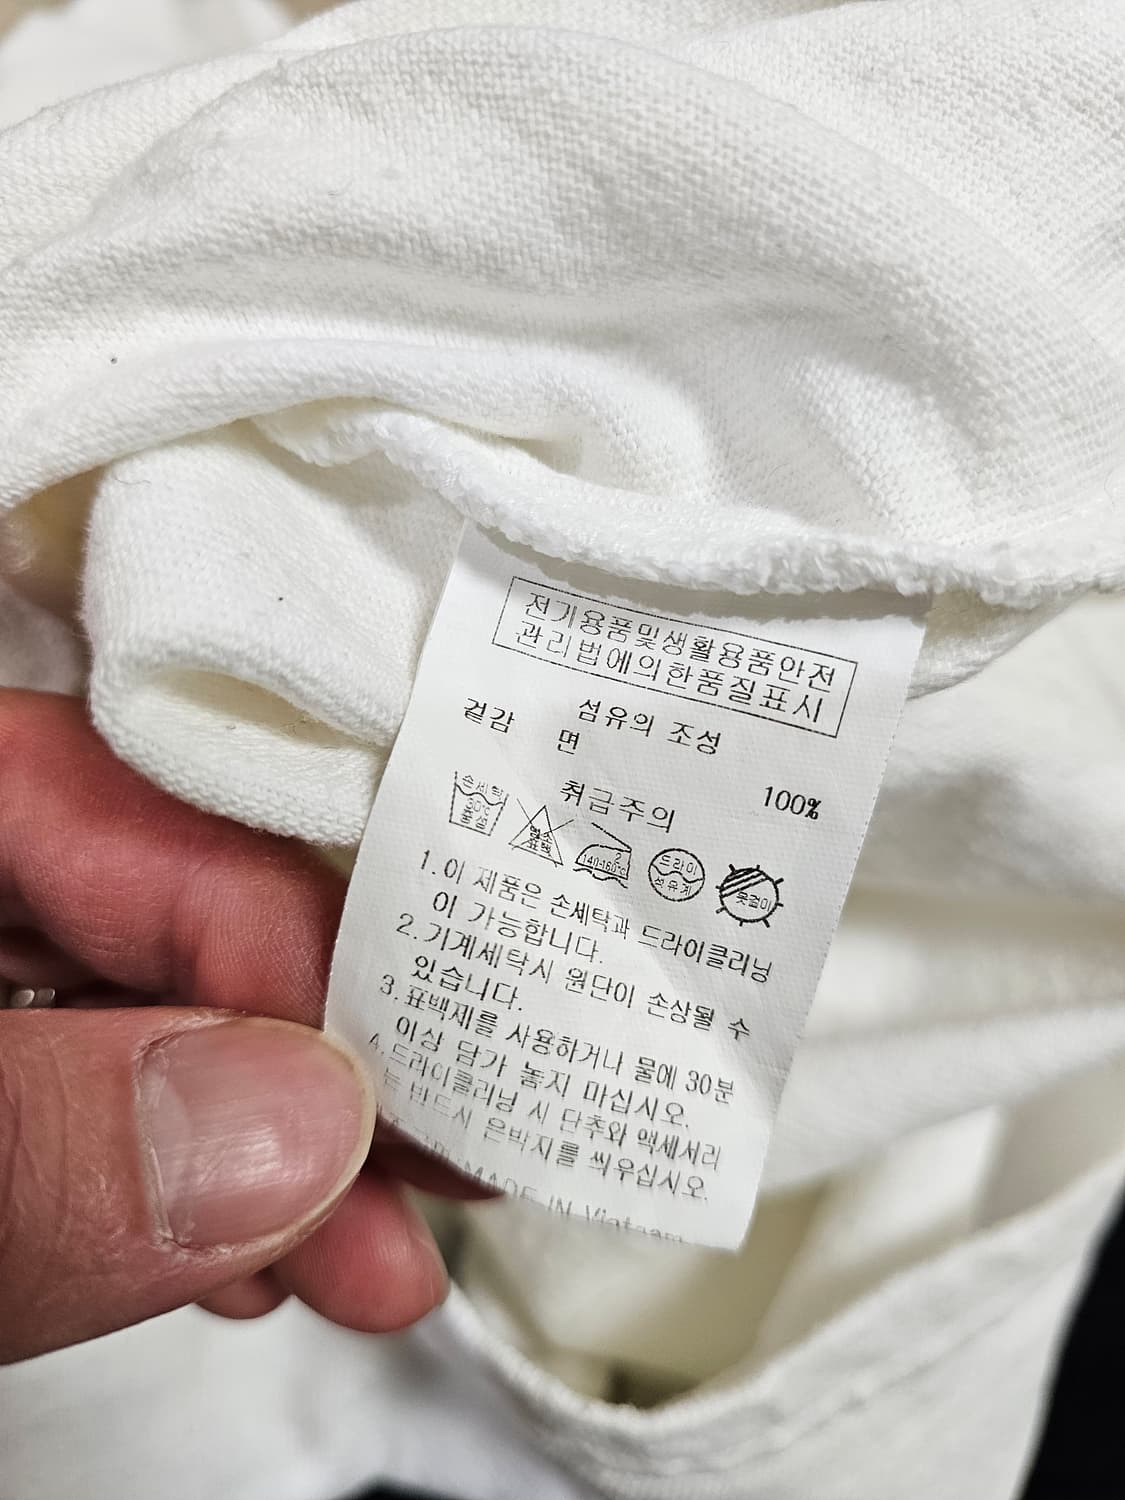 전기용품및생활용품안전
관리법에의한품질표시
섬유의 조성
겉감 면 100%
취급주의
손세탁
30℃
중성
염소
표백
2
140-160℃
드라이
석유계
옷걸이
1.이 제품은 손세탁과 드라이클리닝
이 가능합니다.
2.기계세탁시 원단이 손상될 수
있습니다.
3.표백제를 사용하거나 물에 30분
이상 담가 놓지 마십시오.
4.드라이클리닝 시 단추와 액세서리
는 반드시 은박지를 씌우십시오.
MADE IN Vietnam